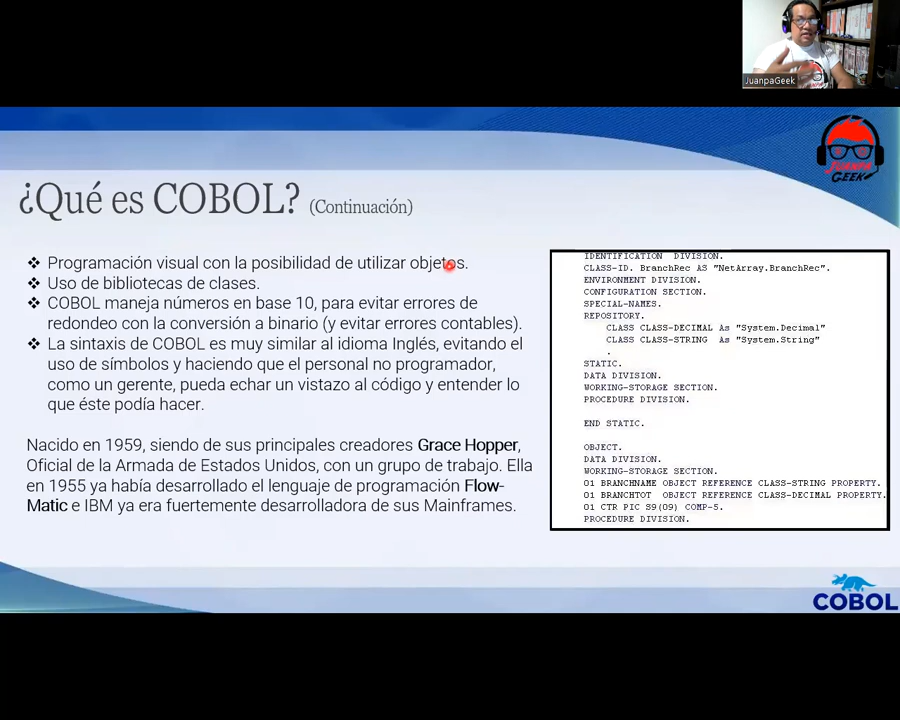 JuanpaGeek
JUANPA
GEEK
¿Qué es COBOL? (Continuación)
❖ Programación visual con la posibilidad de utilizar objetos.
❖ Uso de bibliotecas de clases.
❖ COBOL maneja números en base 10, para evitar errores de
redondeo con la conversión a binario (y evitar errores contables).
❖ La sintaxis de COBOL es muy similar al idioma Inglés, evitando el
uso de símbolos y haciendo que el personal no programador,
como un gerente, pueda echar un vistazo al código y entender lo
que éste podía hacer.
Nacido en 1959, siendo de sus principales creadores Grace Hopper,
Oficial de la Armada de Estados Unidos, con un grupo de trabajo. Ella
en 1955 ya había desarrollado el lenguaje de programación Flow-
Matic e IBM ya era fuertemente desarrolladora de sus Mainframes.
IDENTIFICATION DIVISION.
CLASS-ID. BranchRec AS "NetArray.BranchRec".
ENVIRONMENT DIVISION.
CONFIGURATION SECTION.
SPECIAL-NAMES.
REPOSITORY.
CLASS CLASS-DECIMAL As "System.Decimal"
CLASS CLASS-STRING As "System.String"
.
STATIC.
DATA DIVISION.
WORKING-STORAGE SECTION.
PROCEDURE DIVISION.
END STATIC.
OBJECT.
DATA DIVISION.
WORKING-STORAGE SECTION.
01 BRANCHNAME OBJECT REFERENCE CLASS-STRING PROPERTY.
01 BRANCHTOT OBJECT REFERENCE CLASS-DECIMAL PROPERTY.
01 CTR PIC S9(09) COMP-5.
PROCEDURE DIVISION.
COBOL